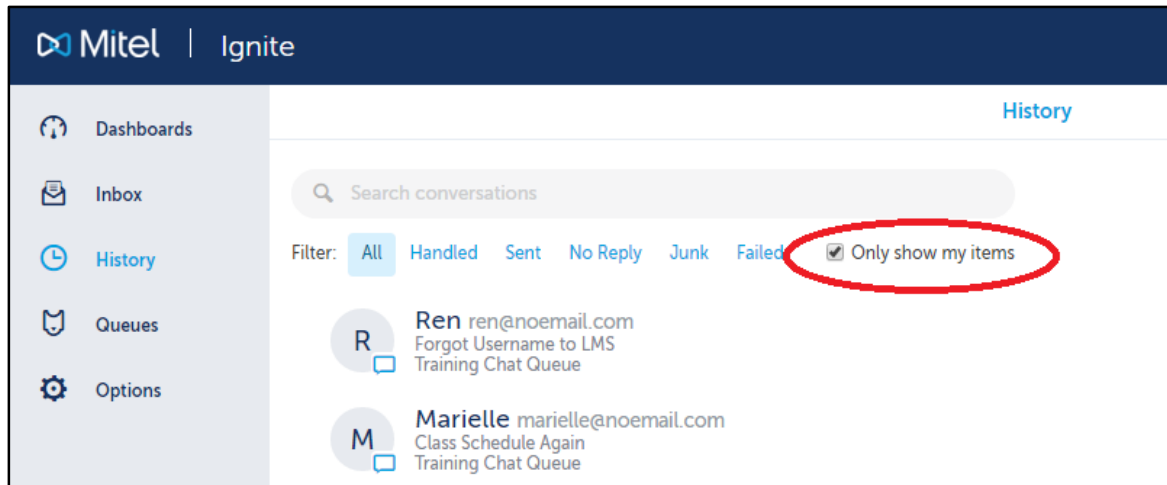 Mitel | Ignite
Dashboards
Inbox
History
Queues
Options
History
Search conversations
Filter: All Handled Sent No Reply Junk Failed Only show my items
R
Ren ren@noemail.com
Forgot Username to LMS
Training Chat Queue
M
Marielle marielle@noemail.com
Class Schedule Again
Training Chat Queue